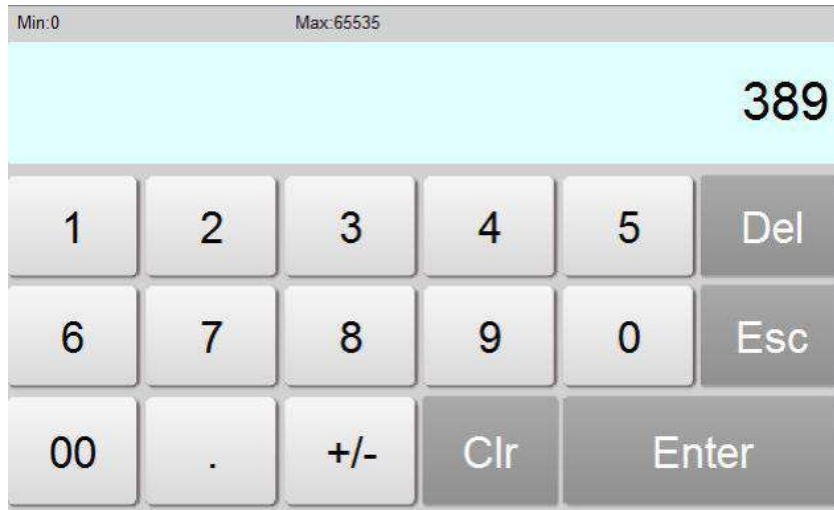 Min:0 Max:65535
389
1 2 3 4 5 Del
6 7 8 9 0 Esc
00 . +/- Clr Enter